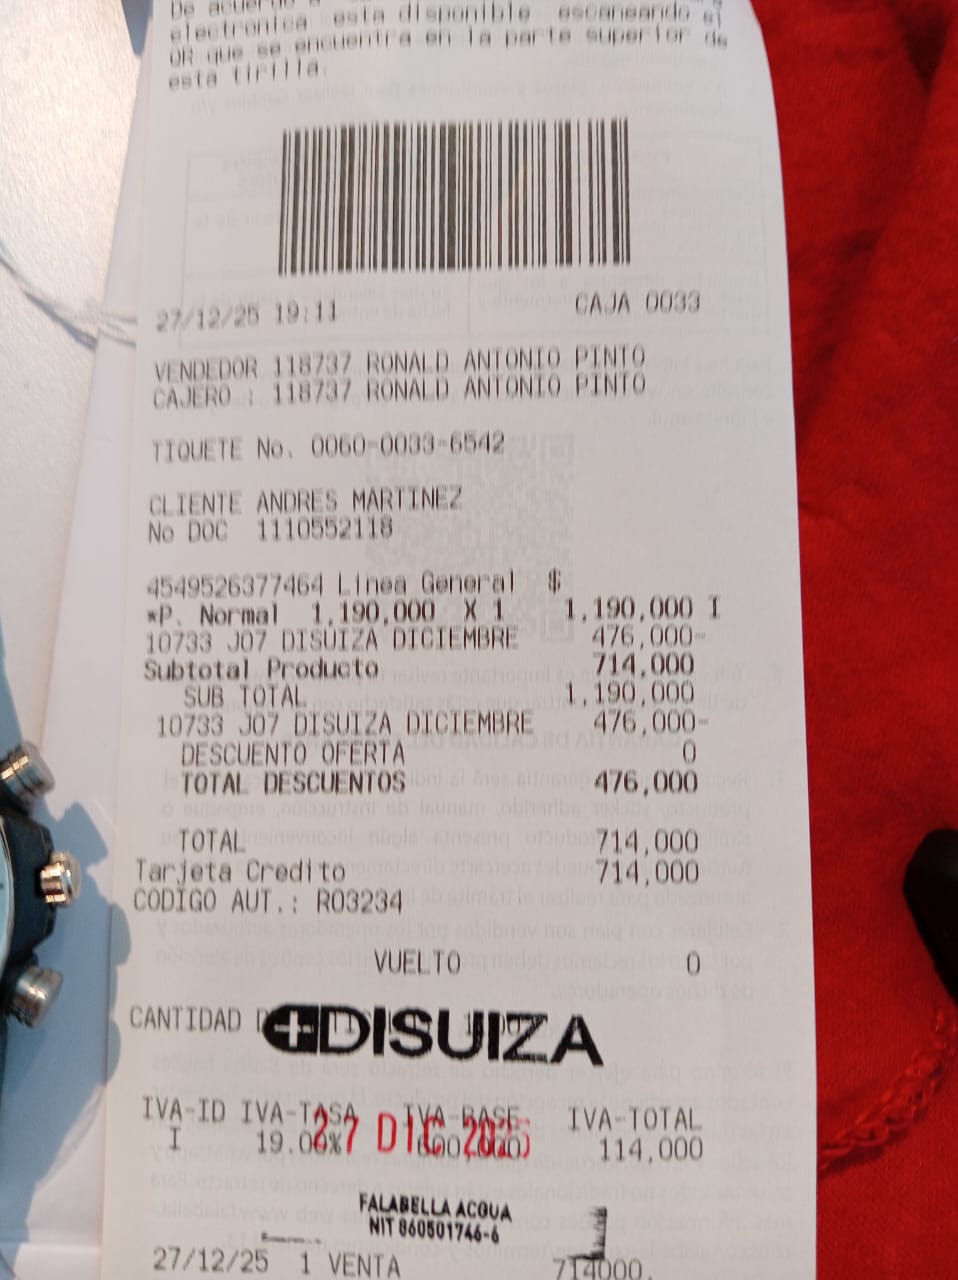 De acuerdo
electronica esta disponible escaneando el
QR que se encuentra en la parte superior de
esta tirilla.
27/12/25 19:11 CAJA 0033
VENDEDOR 118737 RONALD ANTONIO PINTO
CAJERO : 118737 RONALD ANTONIO PINTO
TIQUETE No. 0060-0033-6542
CLIENTE ANDRES MARTINEZ
No DOC 1110552118
4549526377464 Linea General $
*P. Normal 1,190,000 X 1 1,190,000 I
10733 J07 DISUIZA DICIEMBRE 476,000-
Subtotal Producto 714,000
SUB TOTAL 1,190,000
10733 J07 DISUIZA DICIEMBRE 476,000-
DESCUENTO OFERTA 0
TOTAL DESCUENTOS 476,000
TOTAL 714,000
Tarjeta Credito 714,000
CODIGO AUT.: R03234
VUELTO 0
CANTIDAD
DISUIZA
IVA-ID IVA-TASA IVA-BASE IVA-TOTAL
I 19.00% 600,000 114,000
27 DIC 2025
FALABELLA ACQUA
NIT 860501746-6
27/12/25 1 VENTA 714000.